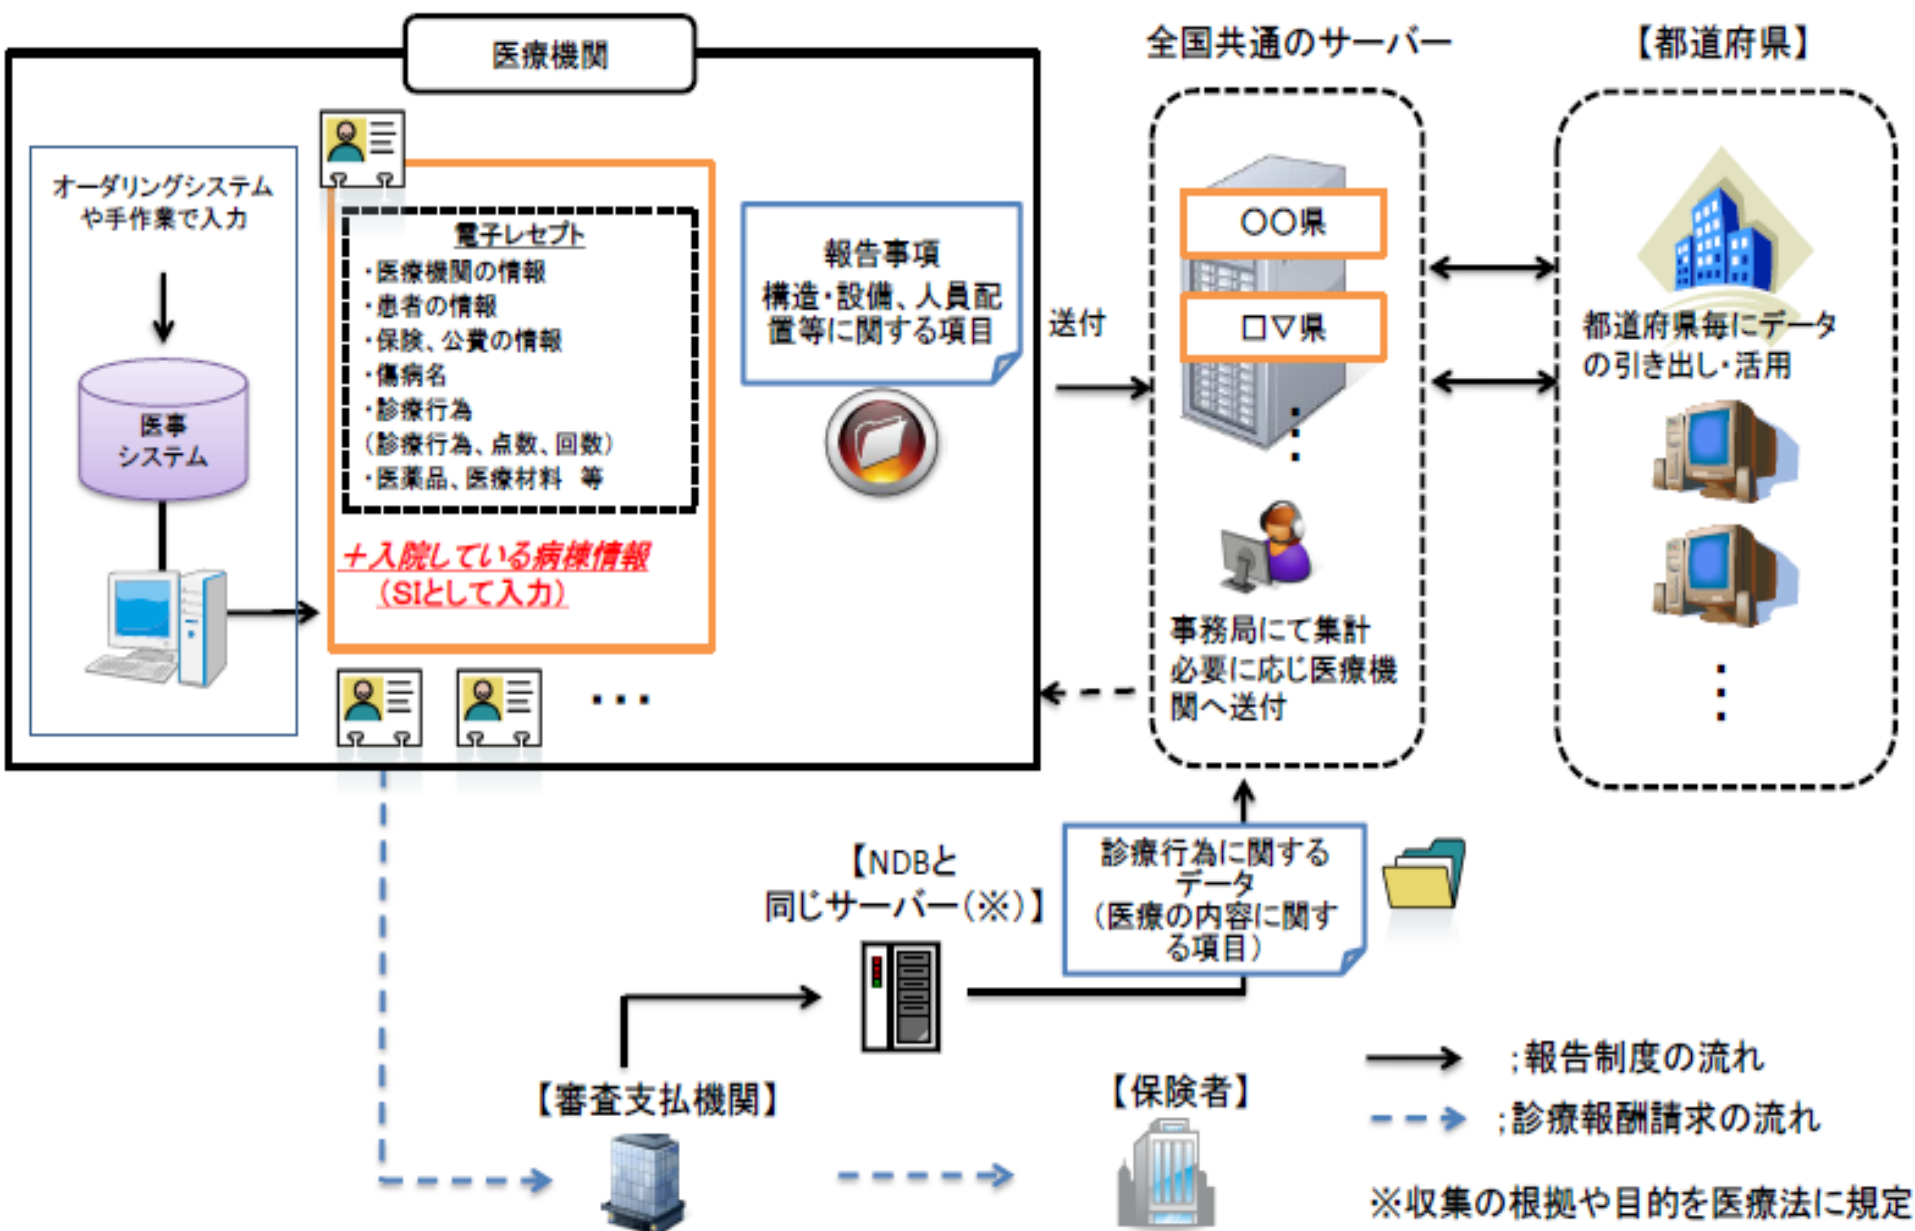 医療機関
全国共通のサーバー
【都道府県】
オーダリングシステム
や手作業で入力
医事
システム
電子レセプト
・医療機関の情報
・患者の情報
・保険、公費の情報
・傷病名
・診療行為
(診療行為、点数、回数)
・医薬品、医療材料 等
＋入院している病棟情報
(SIとして入力)
報告事項
構造・設備、人員配
置等に関する項目
送付
〇〇県
□▽県
事務局にて集計
必要に応じ医療機
関へ送付
都道府県毎にデータ
の引き出し・活用
【NDBと
同じサーバー(※)】
診療行為に関する
データ
(医療の内容に関す
る項目)
【審査支払機関】
【保険者】
;報告制度の流れ
;診療報酬請求の流れ
※収集の根拠や目的を医療法に規定